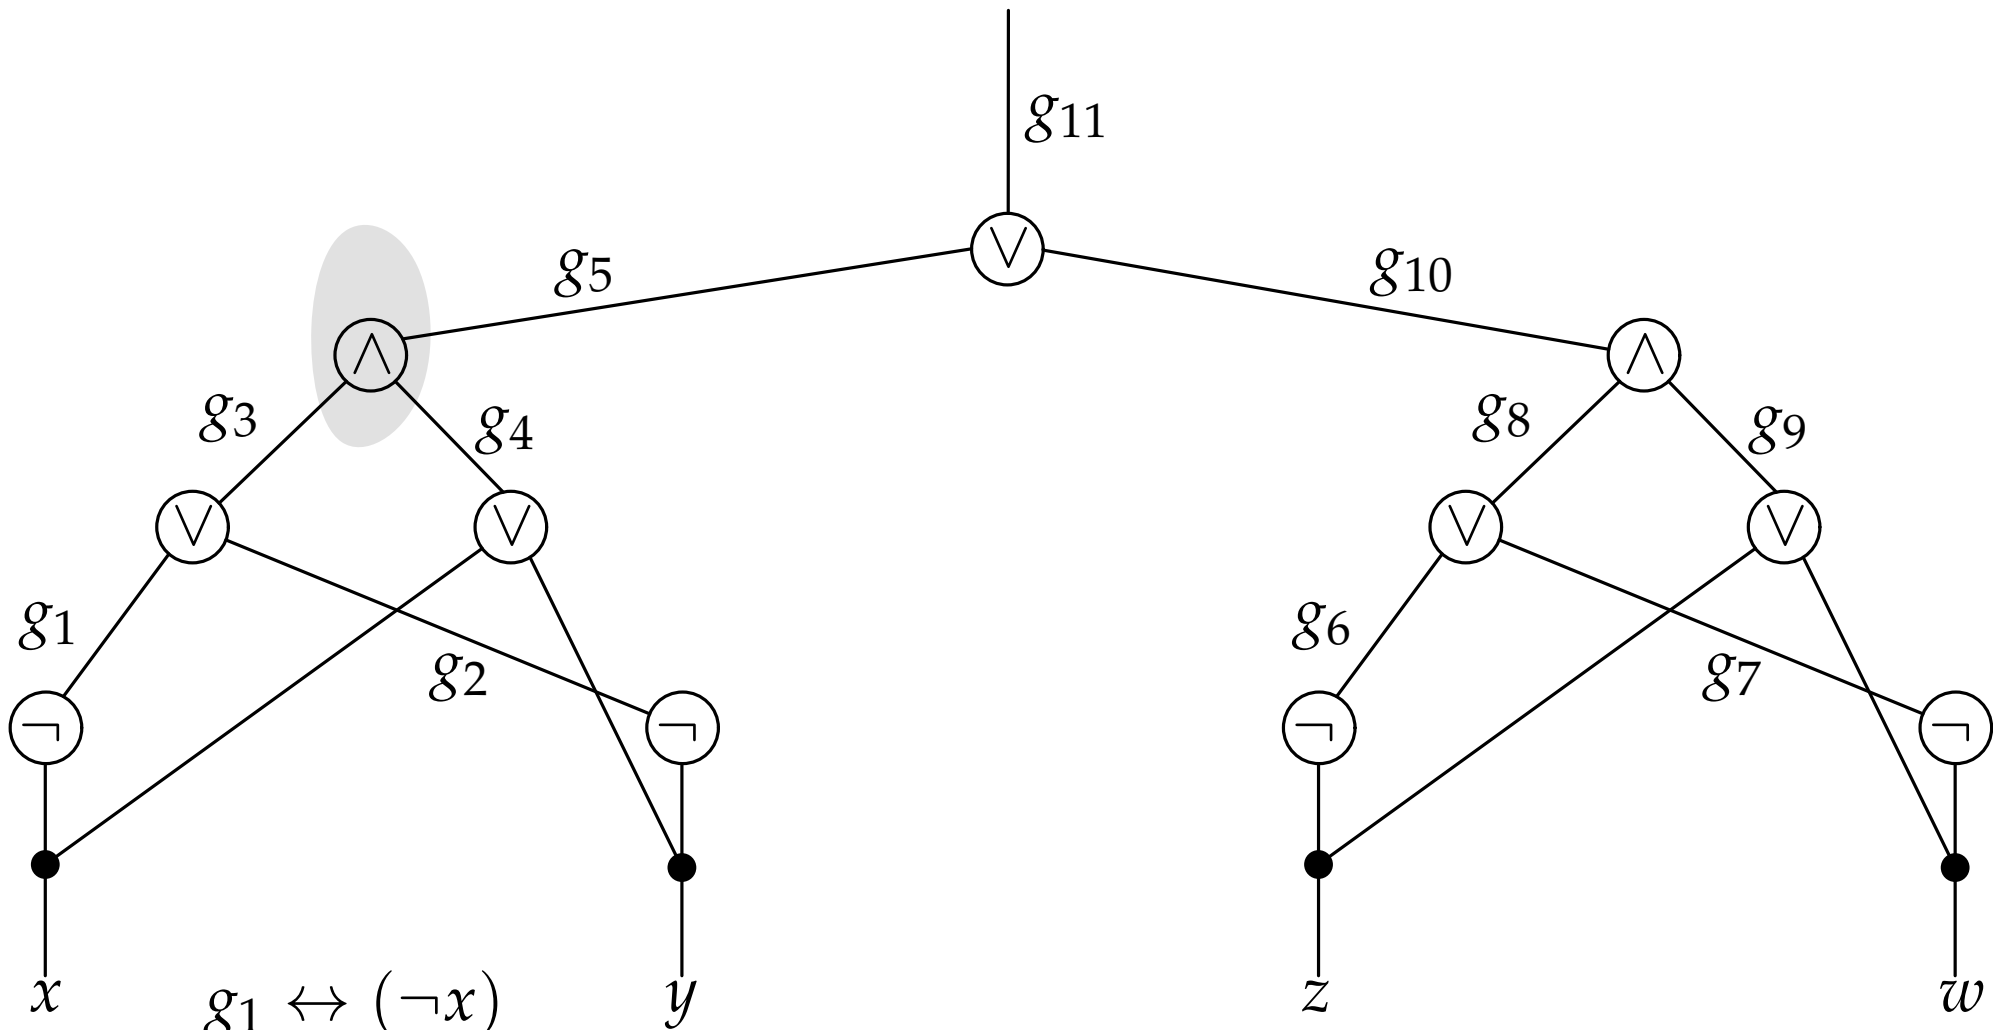 g11
∨
g5 g10
∧ ∧
g3 g4 g8 g9
∨ ∨ ∨ ∨
g1 g2 g6 g7
¬ ¬ ¬ ¬
x y z w
g1 ↔ (¬x)